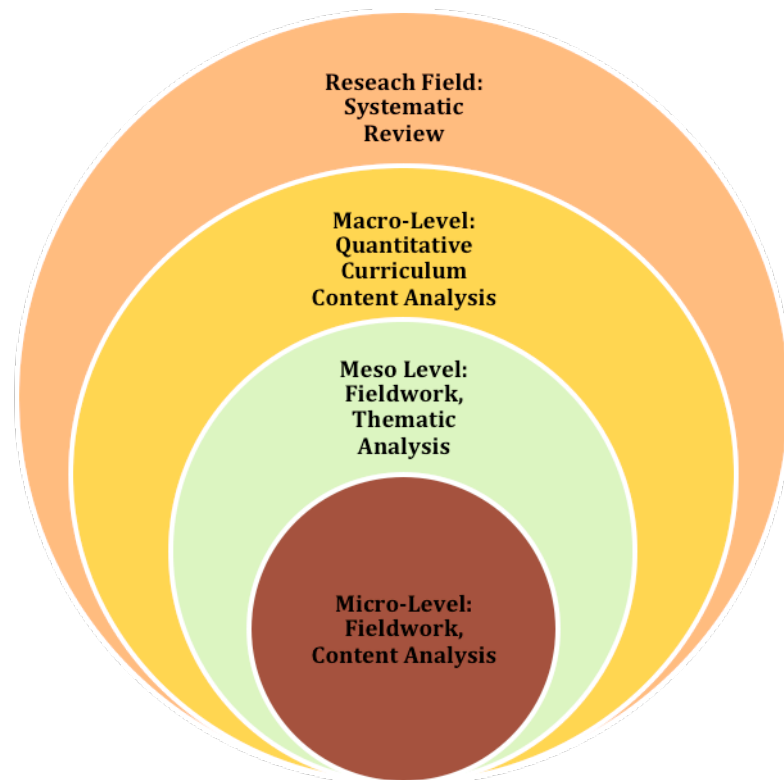 Reseach Field:
Systematic
Review
Macro-Level:
Quantitative
Curriculum
Content Analysis
Meso Level:
Fieldwork,
Thematic
Analysis
Micro-Level:
Fieldwork,
Content Analysis